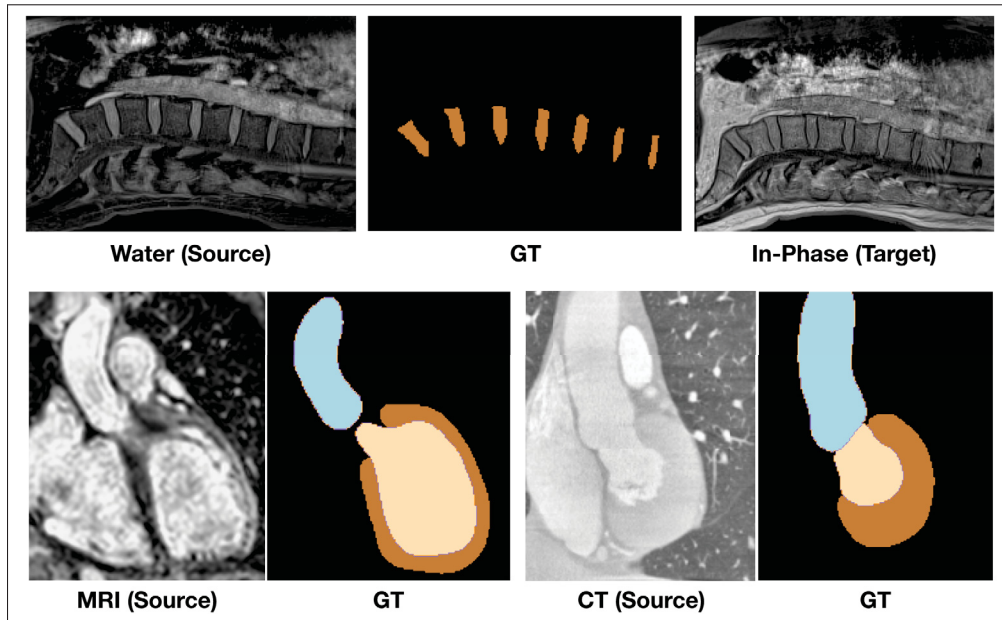 Water (Source)
GT
In-Phase (Target)
MRI (Source)
GT
CT (Source)
GT